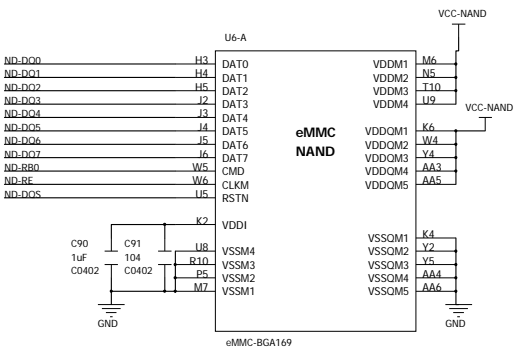 VCC-NAND
U6-A
ND-DQ0 H3 DAT0 VDDM1 M6
ND-DQ1 H4 DAT1 VDDM2 N5
ND-DQ2 H5 DAT2 VDDM3 T10
ND-DQ3 J2 DAT3 VDDM4 U9
ND-DQ4 J3 DAT4 VCC-NAND
ND-DQ5 J4 DAT5 eMMC VDDQM1 K6
ND-DQ6 J5 DAT6 NAND VDDQM2 W4
ND-DQ7 J6 DAT7 VDDQM3 Y4
ND-RB0 W5 CMD VDDQM4 AA3
ND-RE W6 CLKM VDDQM5 AA5
ND-DQS U5 RSTN
K2 VDDI
VSSQM1 K4
C90 C91 U8 VSSM4 VSSQM2 Y2
1uF 104 R10 VSSM3 VSSQM3 Y5
C0402 C0402 P5 VSSM2 VSSQM4 AA4
M7 VSSM1 VSSQM5 AA6
GND GND
eMMC-BGA169